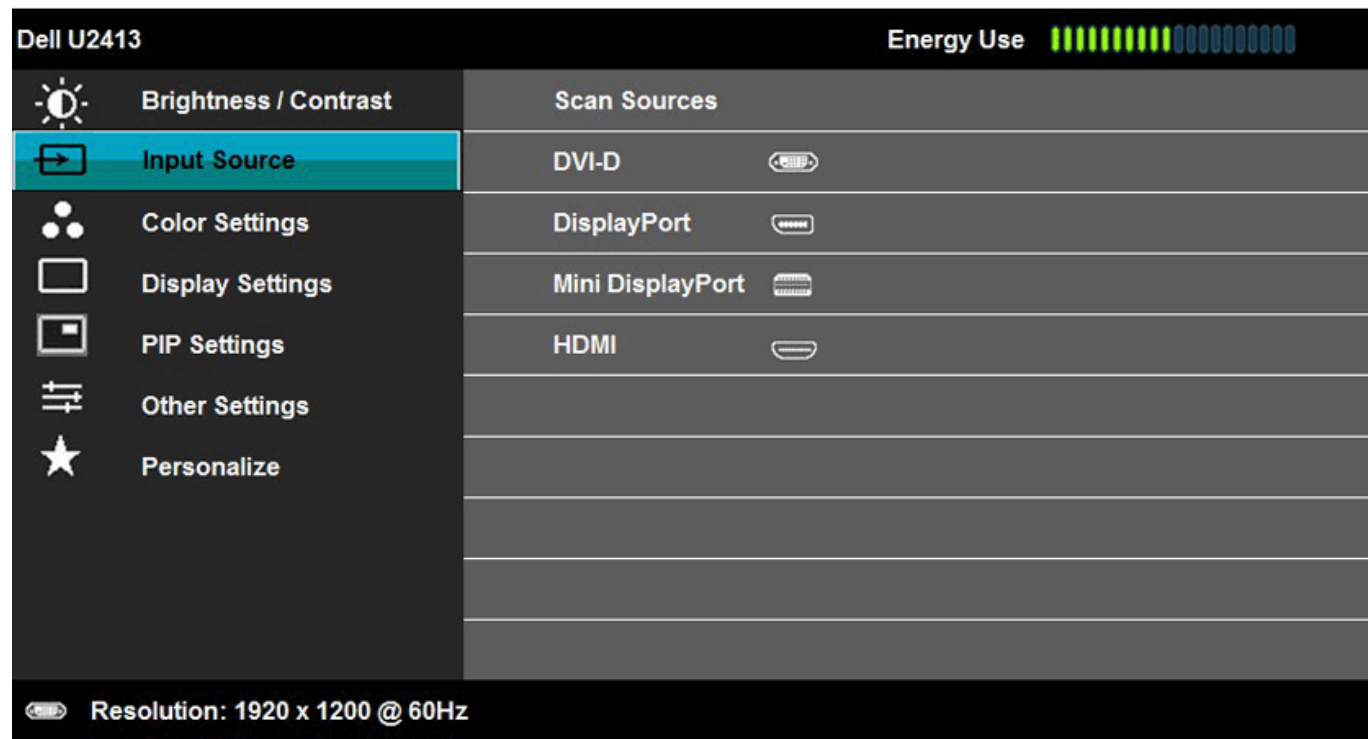 Dell U2413
Energy Use
Brightness / Contrast
Scan Sources
Input Source
DVI-D
Color Settings
DisplayPort
Display Settings
Mini DisplayPort
PIP Settings
HDMI
Other Settings
Personalize
Resolution: 1920 x 1200 @ 60Hz